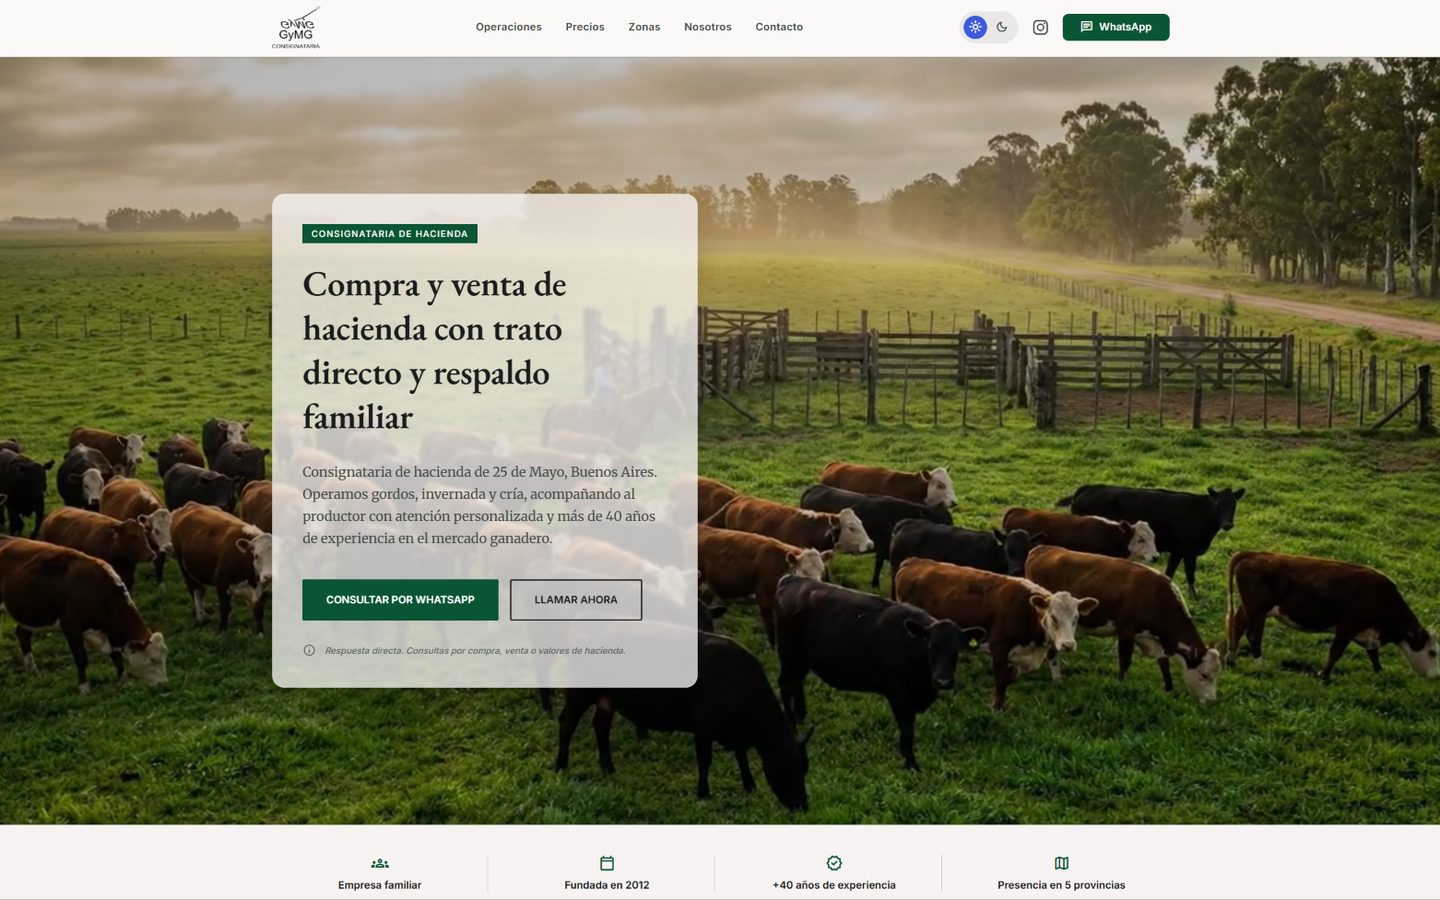 GyMG
CONSIGNATARIA
Operaciones
Precios
Zonas
Nosotros
Contacto
WhatsApp
CONSIGNATARIA DE HACIENDA
Compra y venta de
hacienda con trato
directo y respaldo
familiar
Consignataria de hacienda de 25 de Mayo, Buenos Aires.
Operamos gordos, invernada y cría, acompañando al
productor con atención personalizada y más de 40 años
de experiencia en el mercado ganadero.
CONSULTAR POR WHATSAPP
LLAMAR AHORA
Respuesta directa. Consultas por compra, venta o valores de hacienda.
Empresa familiar
Fundada en 2012
+40 años de experiencia
Presencia en 5 provincias